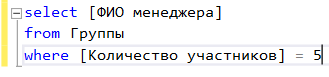 select [ФИО менеджера]
from Группы
where [Количество участников] = 5